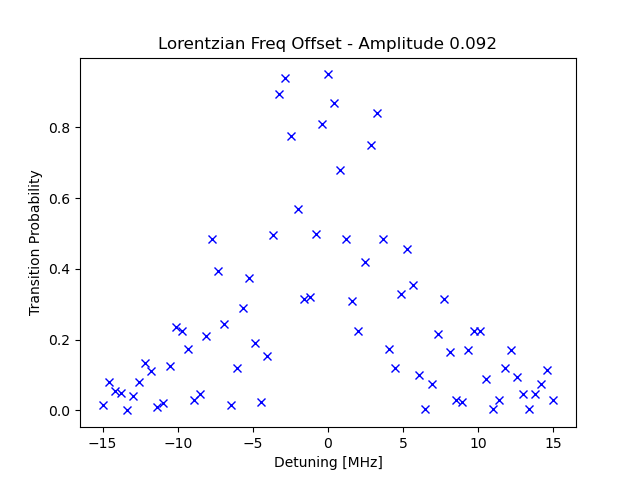 Lorentzian Freq Offset - Amplitude 0.092
Transition Probability
0.8
0.6
0.4
0.2
0.0
−15 −10 −5 0 5 10 15
Detuning [MHz]